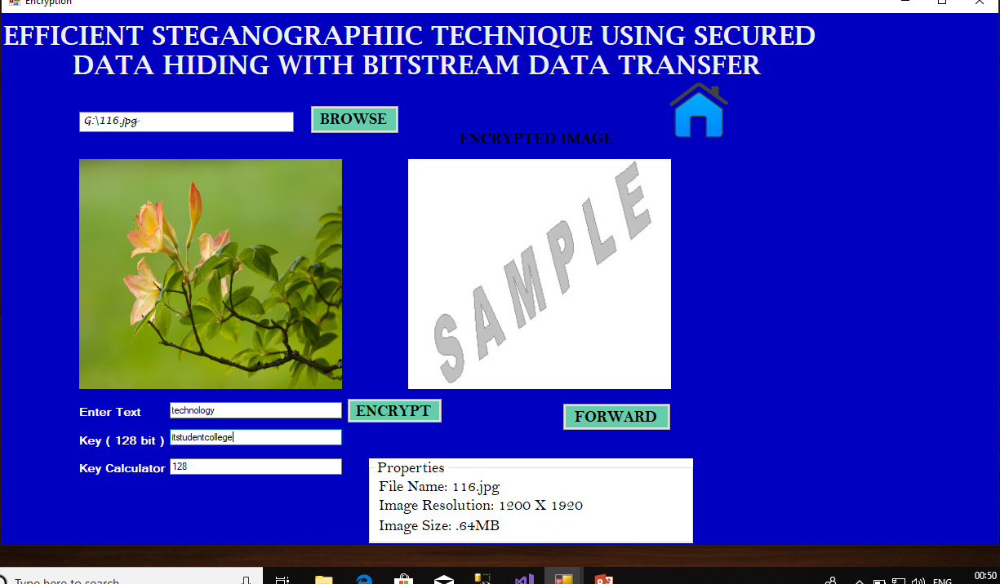 Encryption
EFFICIENT STEGANOGRAPHIIC TECHNIQUE USING SECURED
DATA HIDING WITH BITSTREAM DATA TRANSFER
G:\116.jpg
BROWSE
ENCRYPTED IMAGE
SAMPLE
Enter Text
technology
ENCRYPT
FORWARD
Key ( 128 bit )
itstudentcollege
Key Calculator
128
Properties
File Name: 116.jpg
Image Resolution: 1200 X 1920
Image Size: .64MB
Type here to search
ENG
00:50